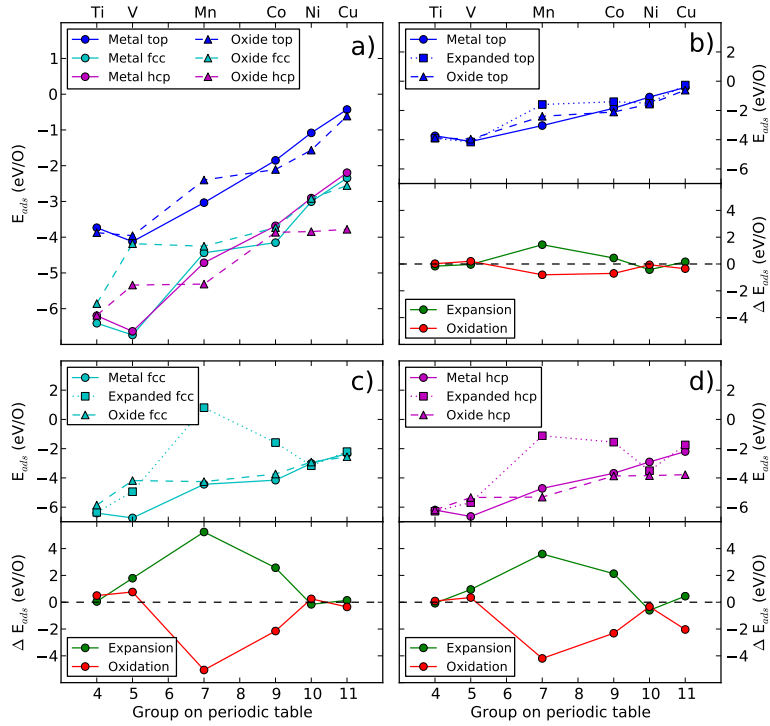 Ti V Mn Co Ni Cu
Metal top
Metal fcc
Metal hcp
Oxide top
Oxide fcc
Oxide hcp
a)
1
0
−1
−2
−3
−4
−5
−6
E_ads (eV/O)
Ti V Mn Co Ni Cu
Metal top
Expanded top
Oxide top
b)
2
0
−2
−4
−6
E_ads (eV/O)
4
2
0
−2
−4
Δ E_ads (eV/O)
Expansion
Oxidation
Metal fcc
Expanded fcc
Oxide fcc
c)
2
0
−2
−4
−6
E_ads (eV/O)
4
2
0
−2
−4
Δ E_ads (eV/O)
Expansion
Oxidation
4 5 7 9 10 11
Group on periodic table
Metal hcp
Expanded hcp
Oxide hcp
d)
2
0
−2
−4
−6
E_ads (eV/O)
4
2
0
−2
−4
Δ E_ads (eV/O)
Expansion
Oxidation
4 5 7 9 10 11
Group on periodic table